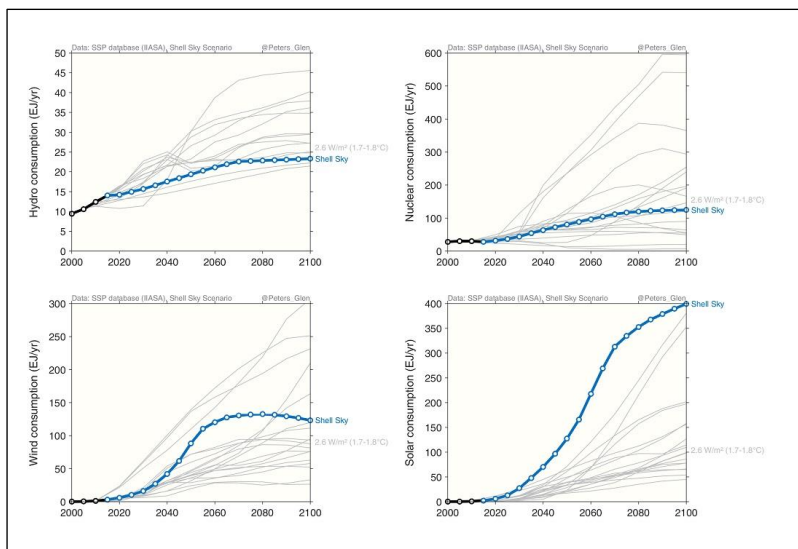 Data: SSP database (IIASA), Shell Sky Scenario @Peters_Glen
Hydro consumption (EJ/yr)
50
45
40
35
30
25
20
15
10
5
0
2000 2020 2040 2060 2080 2100
2.6 W/m² (1.7-1.8°C)
Shell Sky
Data: SSP database (IIASA), Shell Sky Scenario @Peters_Glen
Nuclear consumption (EJ/yr)
600
500
400
300
200
100
0
2000 2020 2040 2060 2080 2100
2.6 W/m² (1.7-1.8°C)
Shell Sky
Data: SSP database (IIASA), Shell Sky Scenario @Peters_Glen
Wind consumption (EJ/yr)
300
250
200
150
100
50
0
2000 2020 2040 2060 2080 2100
Shell Sky
2.6 W/m² (1.7-1.8°C)
Data: SSP database (IIASA), Shell Sky Scenario @Peters_Glen
Solar consumption (EJ/yr)
400
350
300
250
200
150
100
50
0
2000 2020 2040 2060 2080 2100
Shell Sky
2.6 W/m² (1.7-1.8°C)